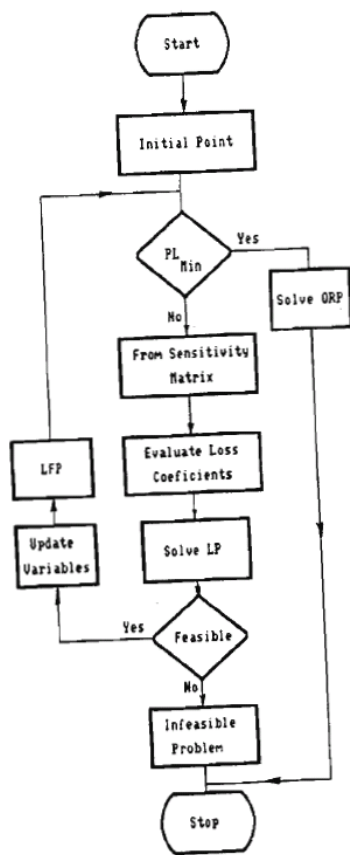 Start
Initial Point
PL Min
Yes
Solve ORP
No
From Sensitivity
Matrix
LFP
Evaluate Loss
Coeficients
Update
Variables
Solve LP
Yes
Feasible
No
Infeasible
Problem
Stop